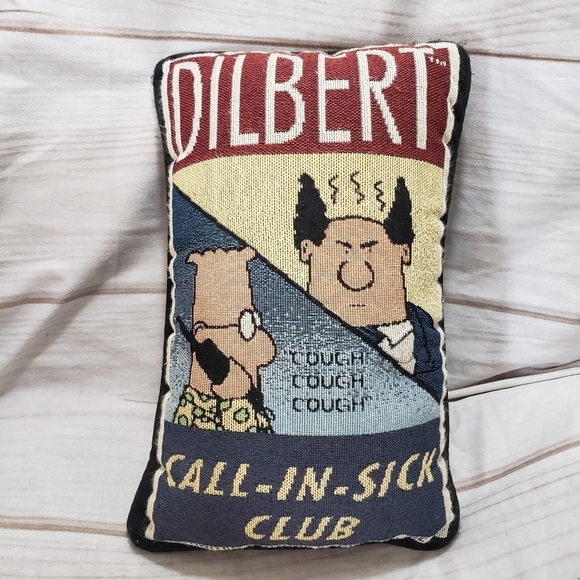 DILBERT™
"COUGH
COUGH
COUGH"
CALL-IN-SICK
CLUB